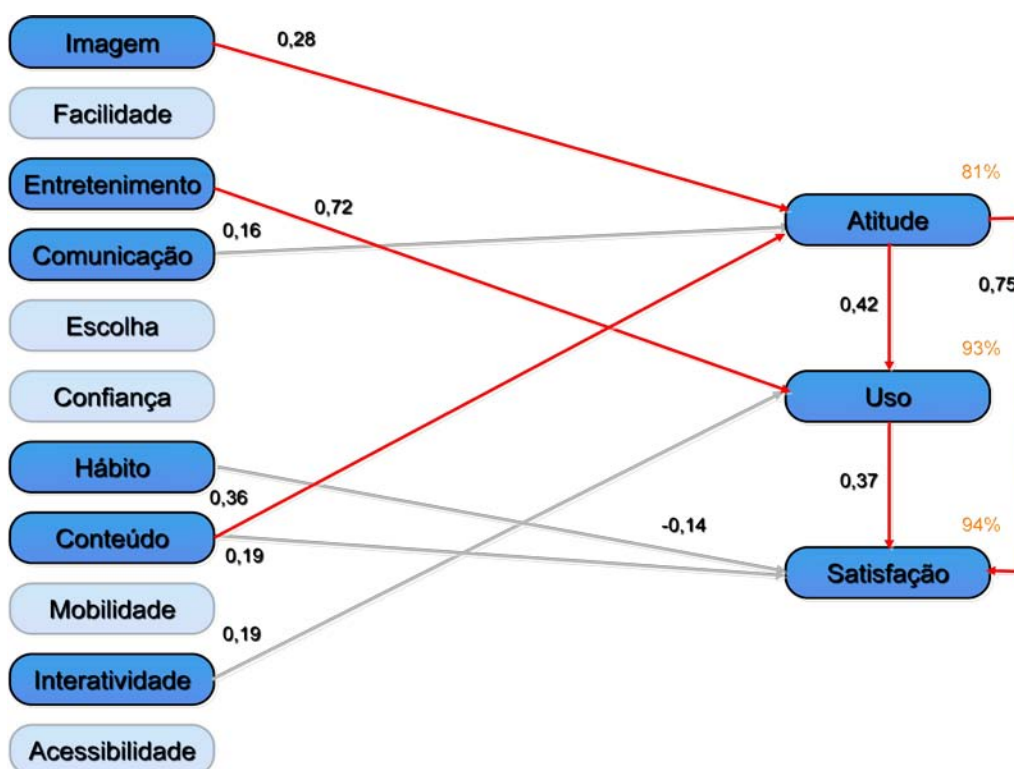 Imagem
0,28
Facilidade
Entretenimento
81%
0,72
Atitude
0,16
Comunicação
0,75
0,42
Escolha
93%
Confiança
Uso
Hábito
0,37
0,36
-0,14
94%
Conteúdo
0,19
Satisfação
Mobilidade
0,19
Interatividade
Acessibilidade